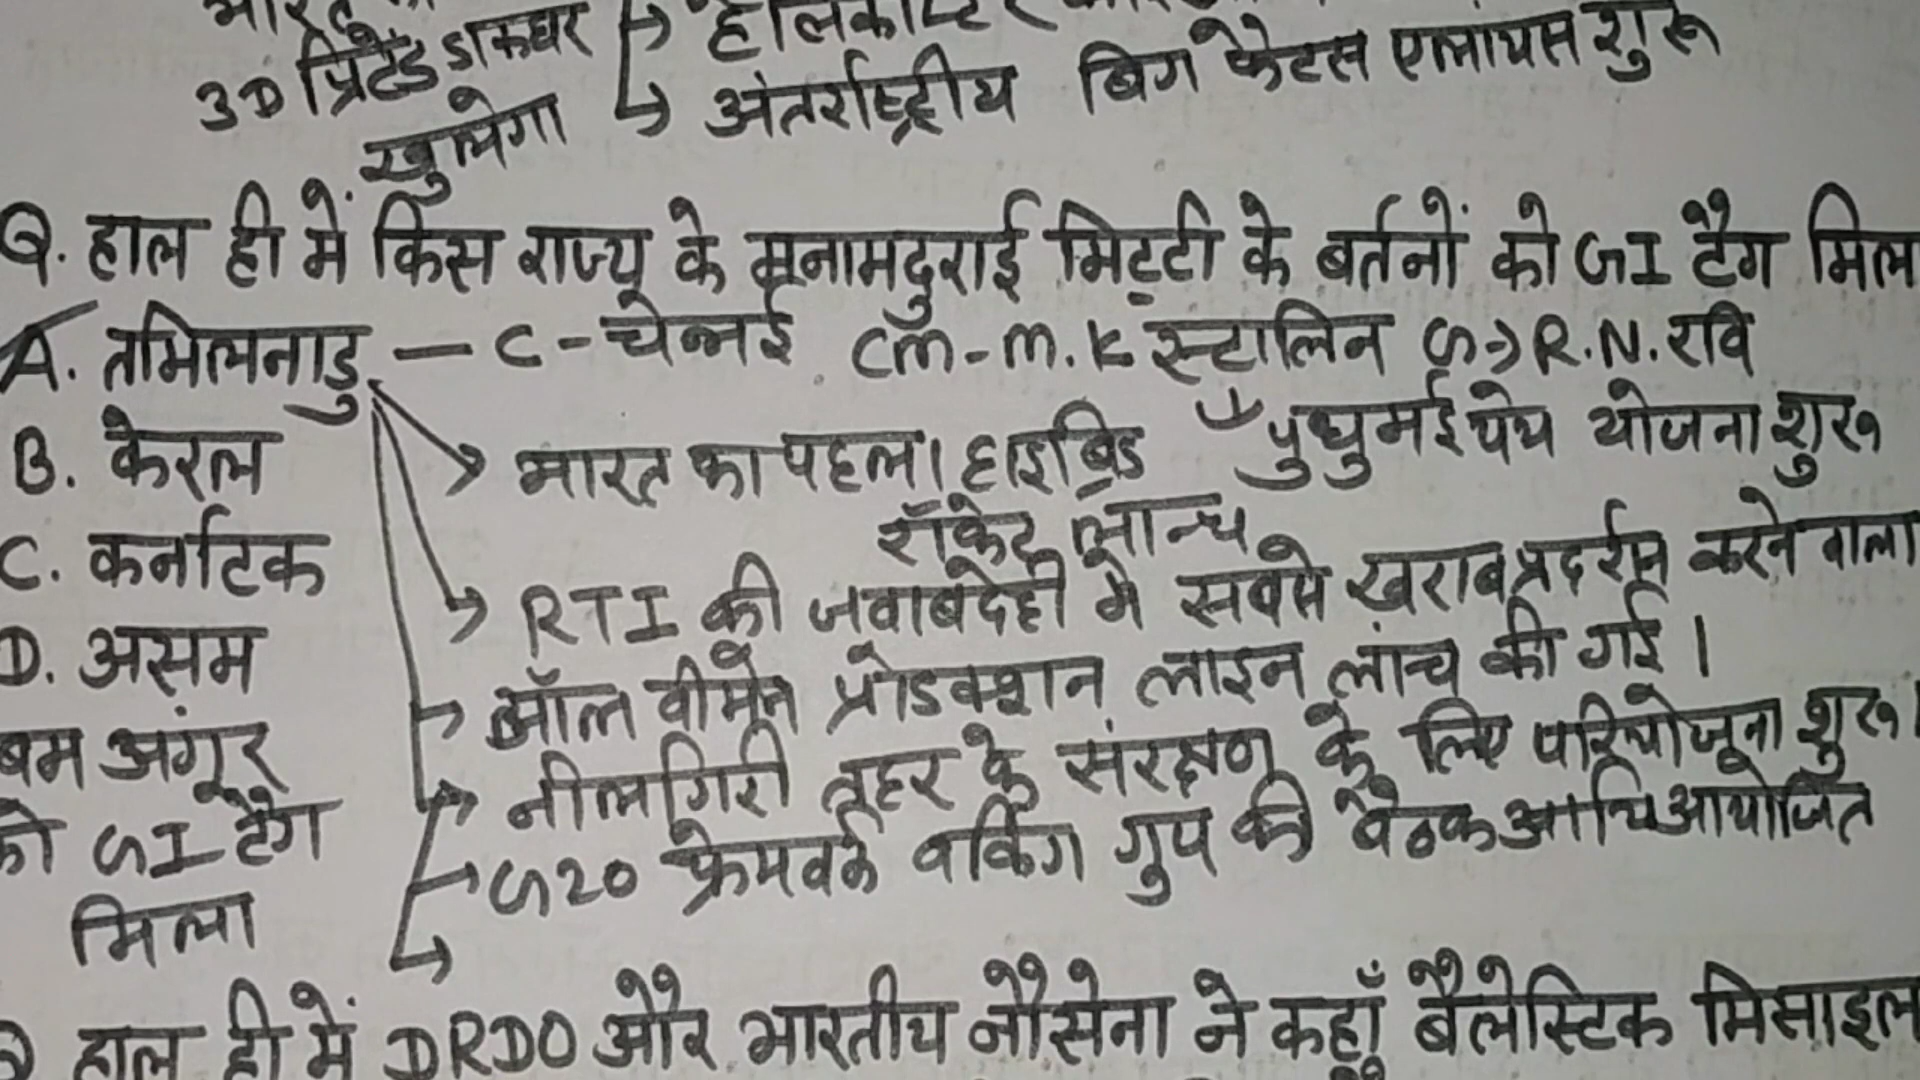 3D प्रिंटेड डाकघर
खुलेगा → अंतर्राष्ट्रीय बिग केटस एलायंस शुरू
Q. हाल ही में किस राज्य के मनामदुराई मिट्टी के बर्तनों को GI टैग मिला
A. तमिलनाडु — C - चेन्नई CM - M.K स्टालिन G → R.N. रवि
B. केरल → भारत का पहला हाइब्रिड रॉकेट लान्च
→ पुधुमई पेण योजना शुरू
C. कर्नाटक → RTI की जवाबदेही मे सबसे खराब प्रदर्शन करने वाला
D. असम → ऑल वीमेन प्रोडक्शन लाइन लांच की गई।
→ नीलगिरी तहर के संरक्षण के लिए परियोजना शुरू।
→ G20 फ्रेमवर्क वर्किंग ग्रुप की बैठक आयोजित
अंगूर
को GI टैग
मिला
हाल ही में DRDO और भारतीय नौसेना ने कहाँ बैलेस्टिक मिसाइल